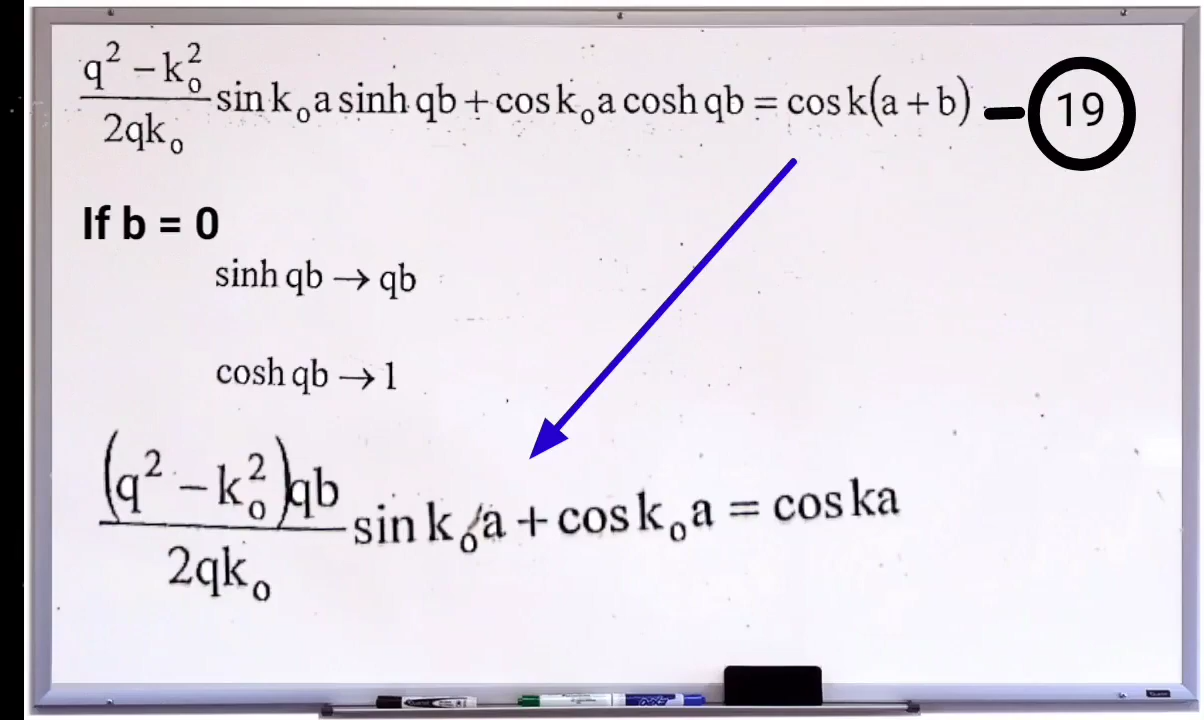 q² − k₀² / 2qk₀ sin k₀a sinh qb + cos k₀a cosh qb = cos k(a + b) − 19
If b = 0
sinh qb → qb
cosh qb → 1
(q² − k₀²)qb / 2qk₀ sin k₀a + cos k₀a = cos ka